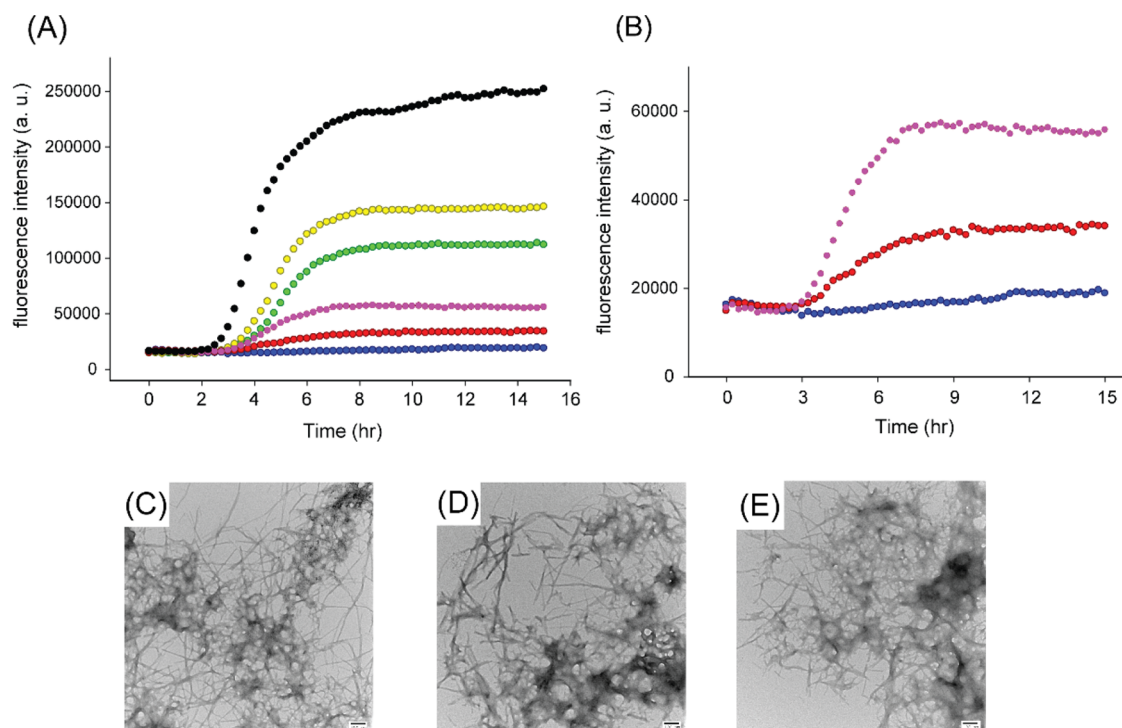 (A)
250000
200000
150000
100000
50000
0
fluorescence intensity (a. u.)
0 2 4 6 8 10 12 14 16
Time (hr)
(B)
60000
40000
20000
0
fluorescence intensity (a. u.)
0 3 6 9 12 15
Time (hr)
(C)
(D)
(E)